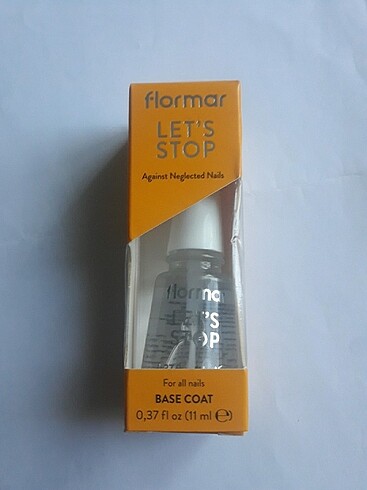 flormar
LET'S
STOP
Against Neglected Nails
flormar
LET'S
STOP
For all nails
BASE COAT
0,37 fl oz (11 ml e)